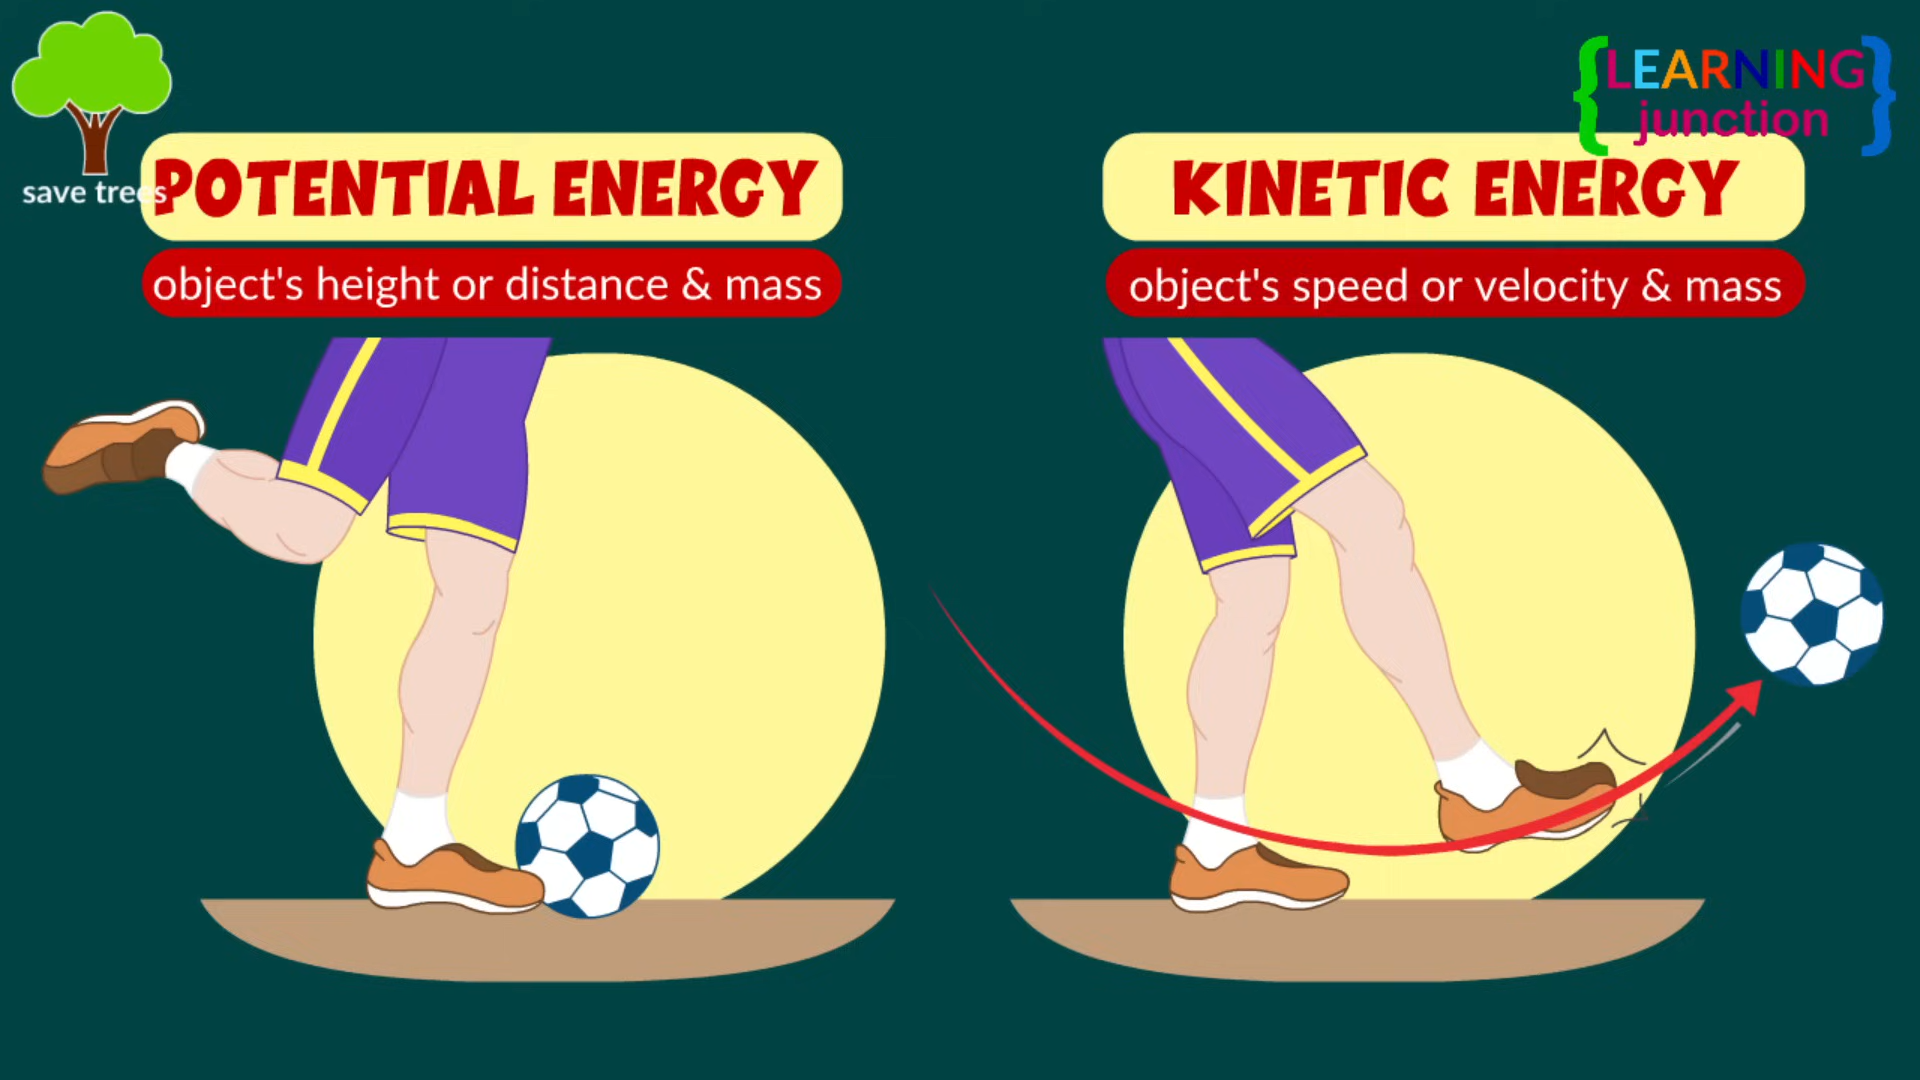 save trees
{LEARNING}
junction
POTENTIAL ENERGY
object's height or distance & mass
KINETIC ENERGY
object's speed or velocity & mass